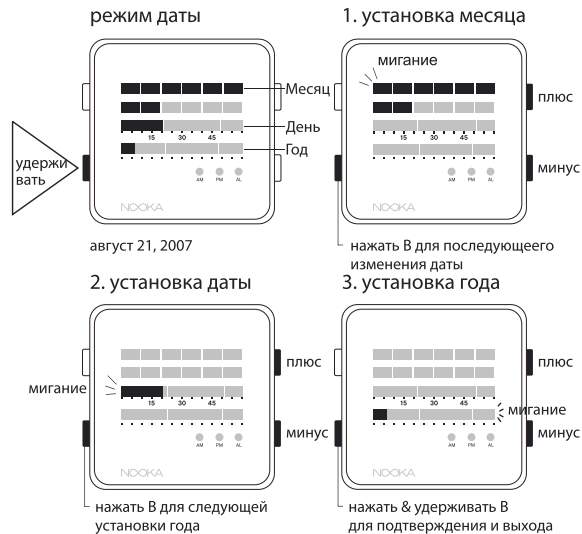 режим даты
Месяц
День
15 30 45
Год
AM PM AL
NOOKA
удержи
вать
август 21, 2007
1. установка месяца
мигание
плюс
15 30 45
минус
AM PM AL
NOOKA
нажать В для последующеего
изменения даты
2. установка даты
плюс
мигание
15 30 45
минус
AM PM AL
NOOKA
нажать В для следующей
установки года
3. установка года
плюс
15 30 45
мигание
минус
AM PM AL
NOOKA
нажать & удерживать В
для подтверждения и выхода